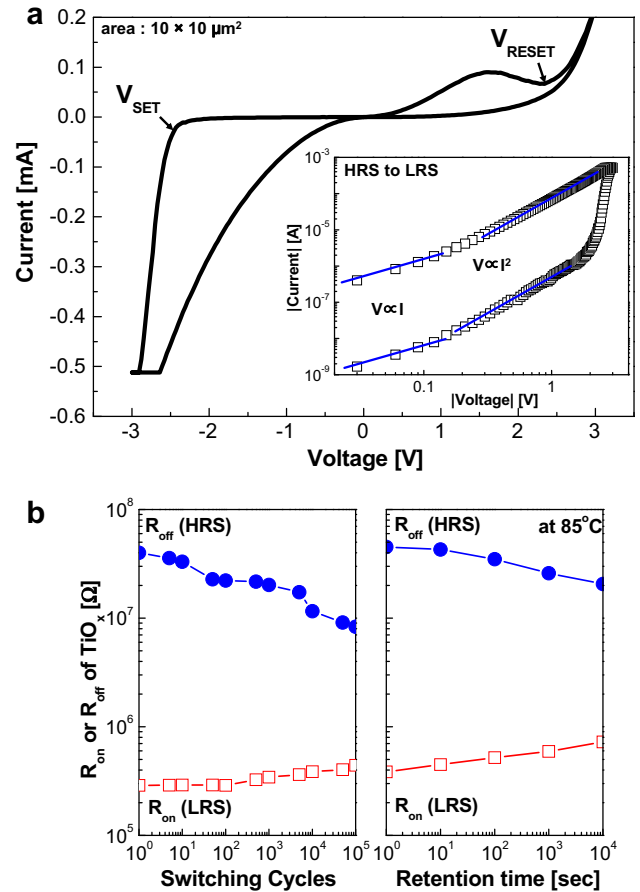 a
area : 10 × 10 µm²
0.2
0.1
0.0
-0.1
-0.2
-0.3
-0.4
-0.5
-0.6
Current [mA]
V_SET
V_RESET
HRS to LRS
10⁻³
10⁻⁶
10⁻⁷
10⁻⁹
|Current| [A]
V∝I²
V∝I
0.1 1
|Voltage| [V]
-3 -2 -1 0 1 2 3
Voltage [V]
b
R_on or R_off of TiO_x [Ω]
10⁸
10⁷
10⁶
10⁵
R_off (HRS)
R_on (LRS)
10⁰ 10¹ 10² 10³ 10⁴ 10⁵
Switching Cycles
R_off (HRS)
at 85°C
R_on (LRS)
10⁰ 10¹ 10² 10³ 10⁴
Retention time [sec]